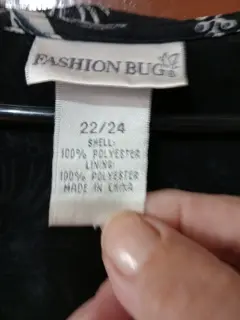 FASHION BUG
22/24
SHELL:
100% POLYESTER
LINING:
100% POLYESTER
MADE IN CHINA